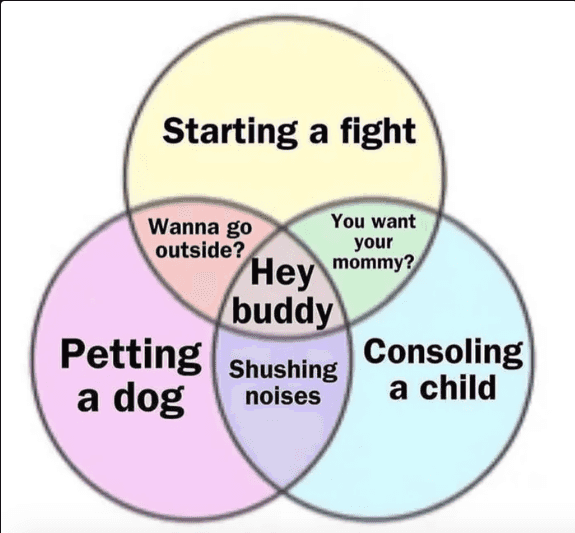 Starting a fight
Wanna go
outside?
You want
your
mommy?
Hey
buddy
Petting
a dog
Shushing
noises
Consoling
a child